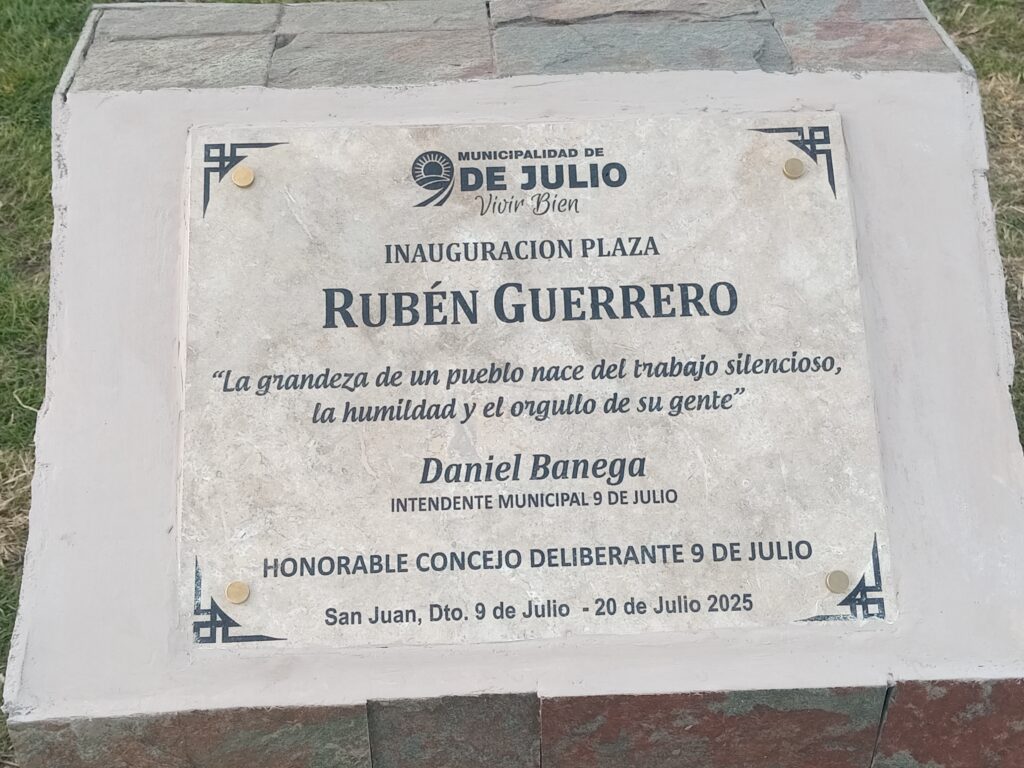 MUNICIPALIDAD DE
9 DE JULIO
Vivir Bien
INAUGURACION PLAZA
RUBÉN GUERRERO
“La grandeza de un pueblo nace del trabajo silencioso,
la humildad y el orgullo de su gente”
Daniel Banega
INTENDENTE MUNICIPAL 9 DE JULIO
HONORABLE CONCEJO DELIBERANTE 9 DE JULIO
San Juan, Dto. 9 de Julio - 20 de Julio 2025